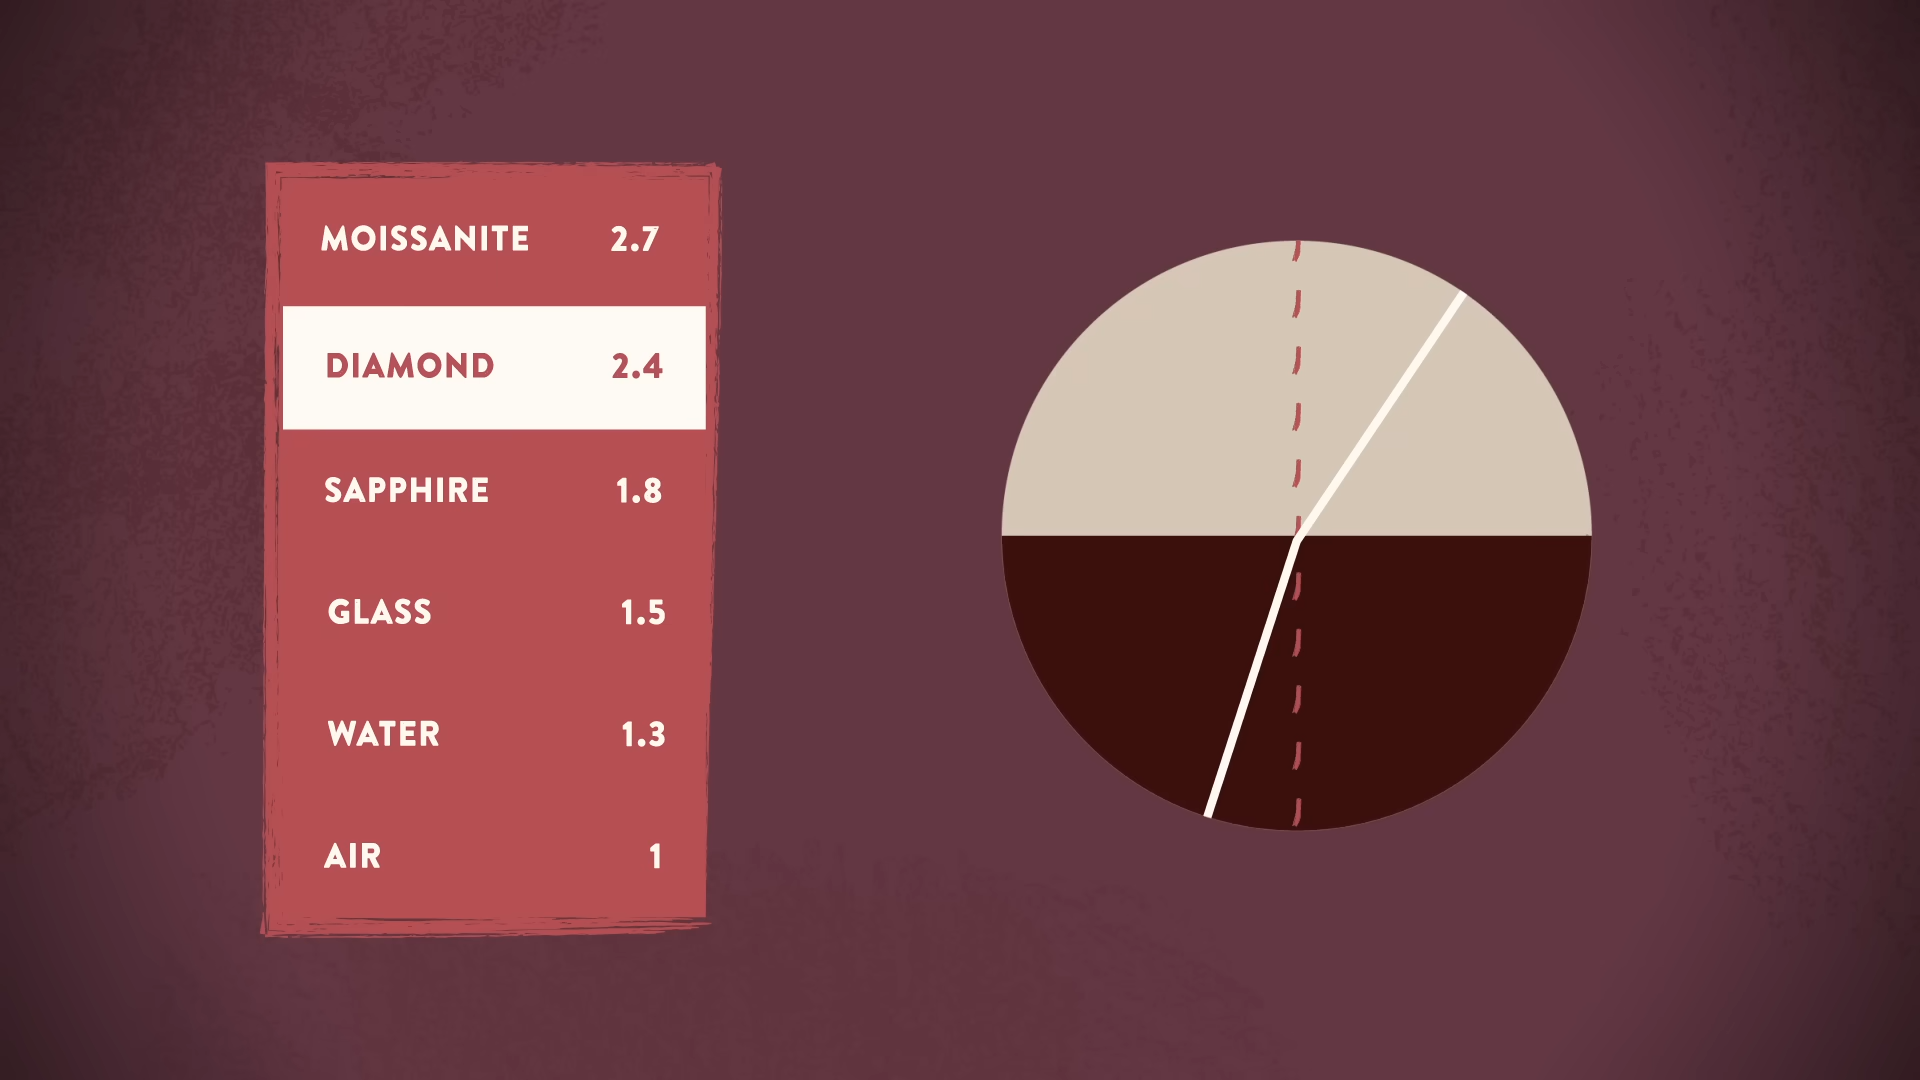 MOISSANITE 2.7
DIAMOND 2.4
SAPPHIRE 1.8
GLASS 1.5
WATER 1.3
AIR 1